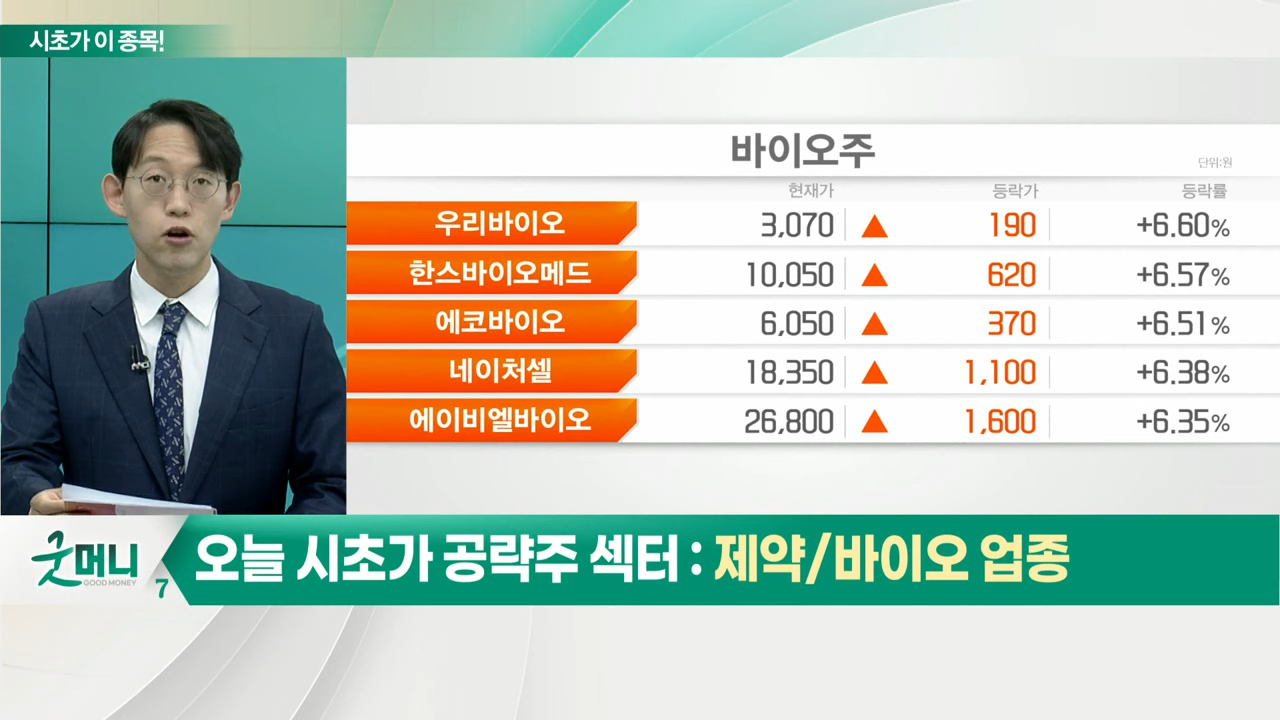 시초가 이 종목!
바이오주
단위:원
현재가 등락가 등락률
우리바이오 3,070 ▲ 190 +6.60%
한스바이오메드 10,050 ▲ 620 +6.57%
에코바이오 6,050 ▲ 370 +6.51%
네이처셀 18,350 ▲ 1,100 +6.38%
에이비엘바이오 26,800 ▲ 1,600 +6.35%
굿머니
GOOD MONEY
7
오늘 시초가 공략주 섹터 : 제약/바이오 업종